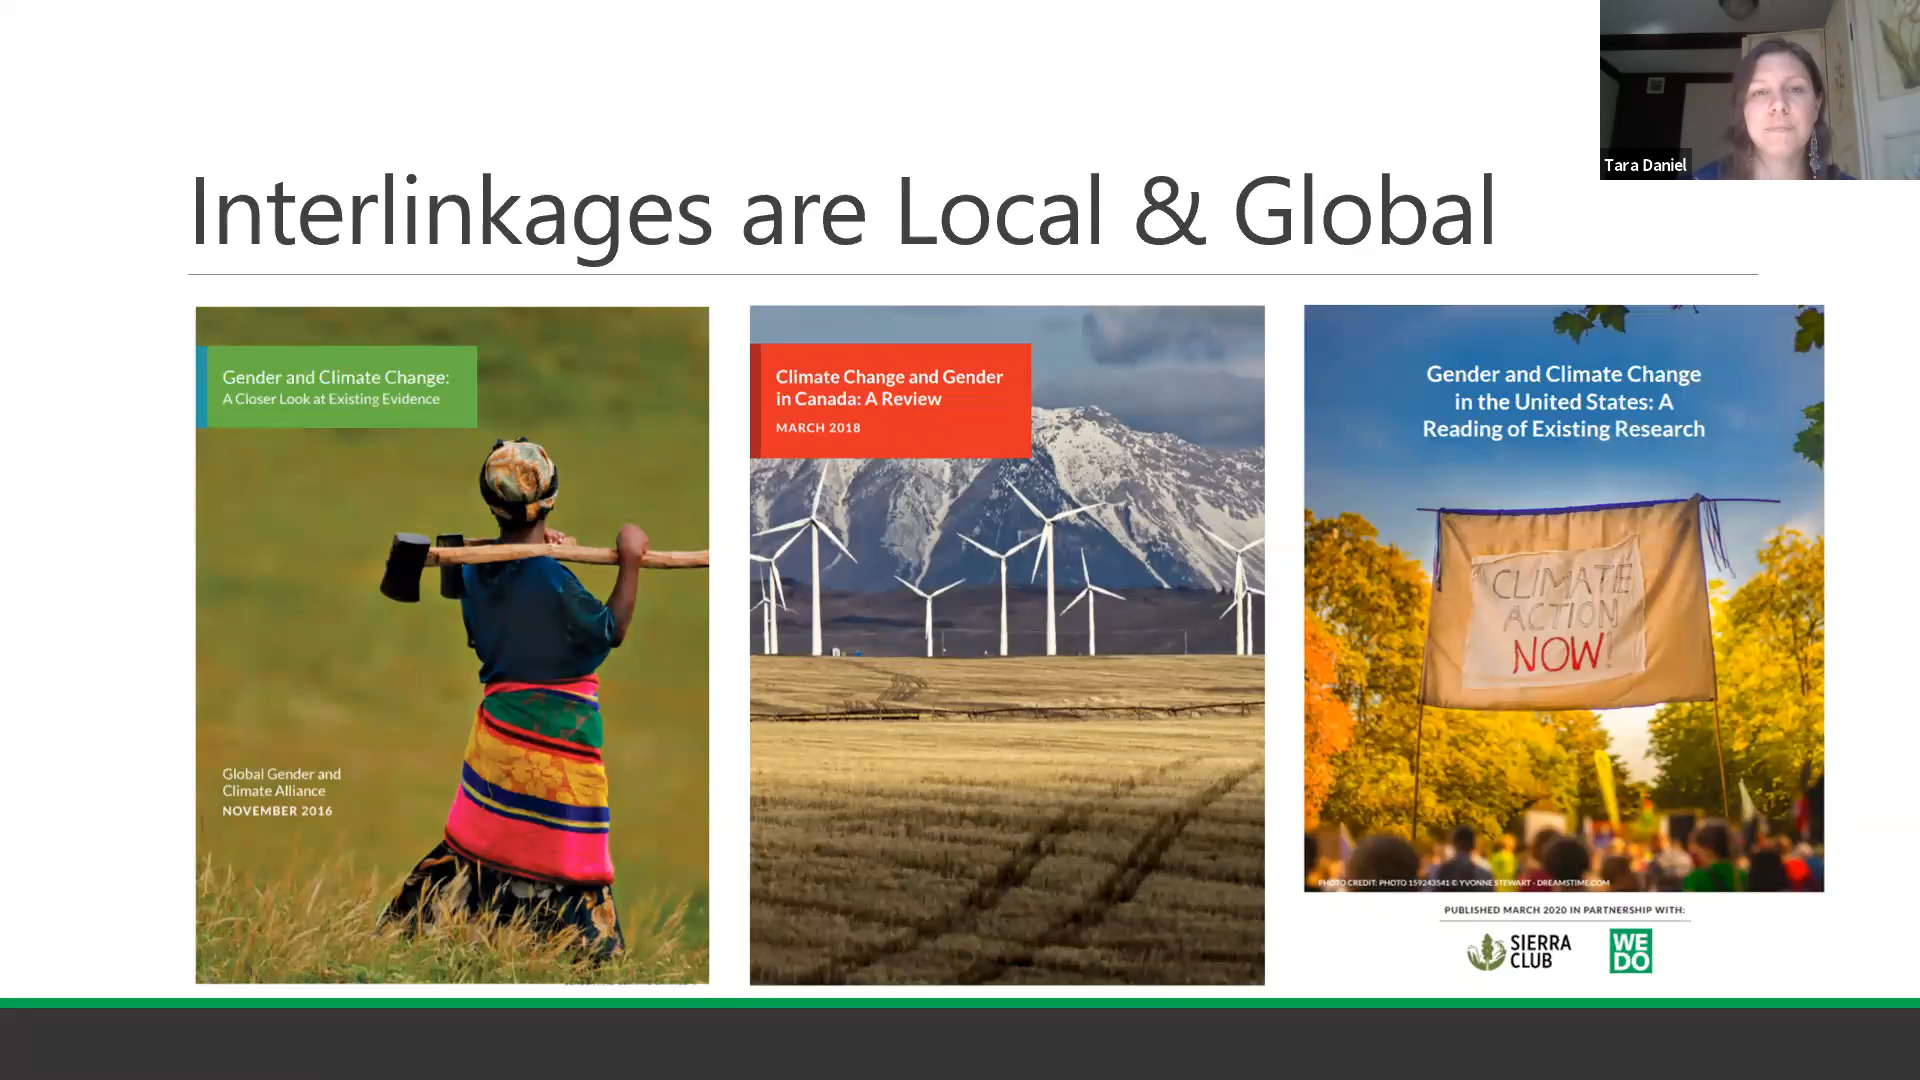 Tara Daniel
Interlinkages are Local & Global
Gender and Climate Change:
A Closer Look at Existing Evidence
Global Gender and
Climate Alliance
NOVEMBER 2016
Climate Change and Gender
in Canada: A Review
MARCH 2018
Gender and Climate Change
in the United States: A
Reading of Existing Research
CLIMATE
ACTION
NOW!
PHOTO CREDIT: PHOTO 159243541 © YVONNE STEWART - DREAMSTIME.COM
PUBLISHED MARCH 2020 IN PARTNERSHIP WITH:
SIERRA
CLUB
WE
DO